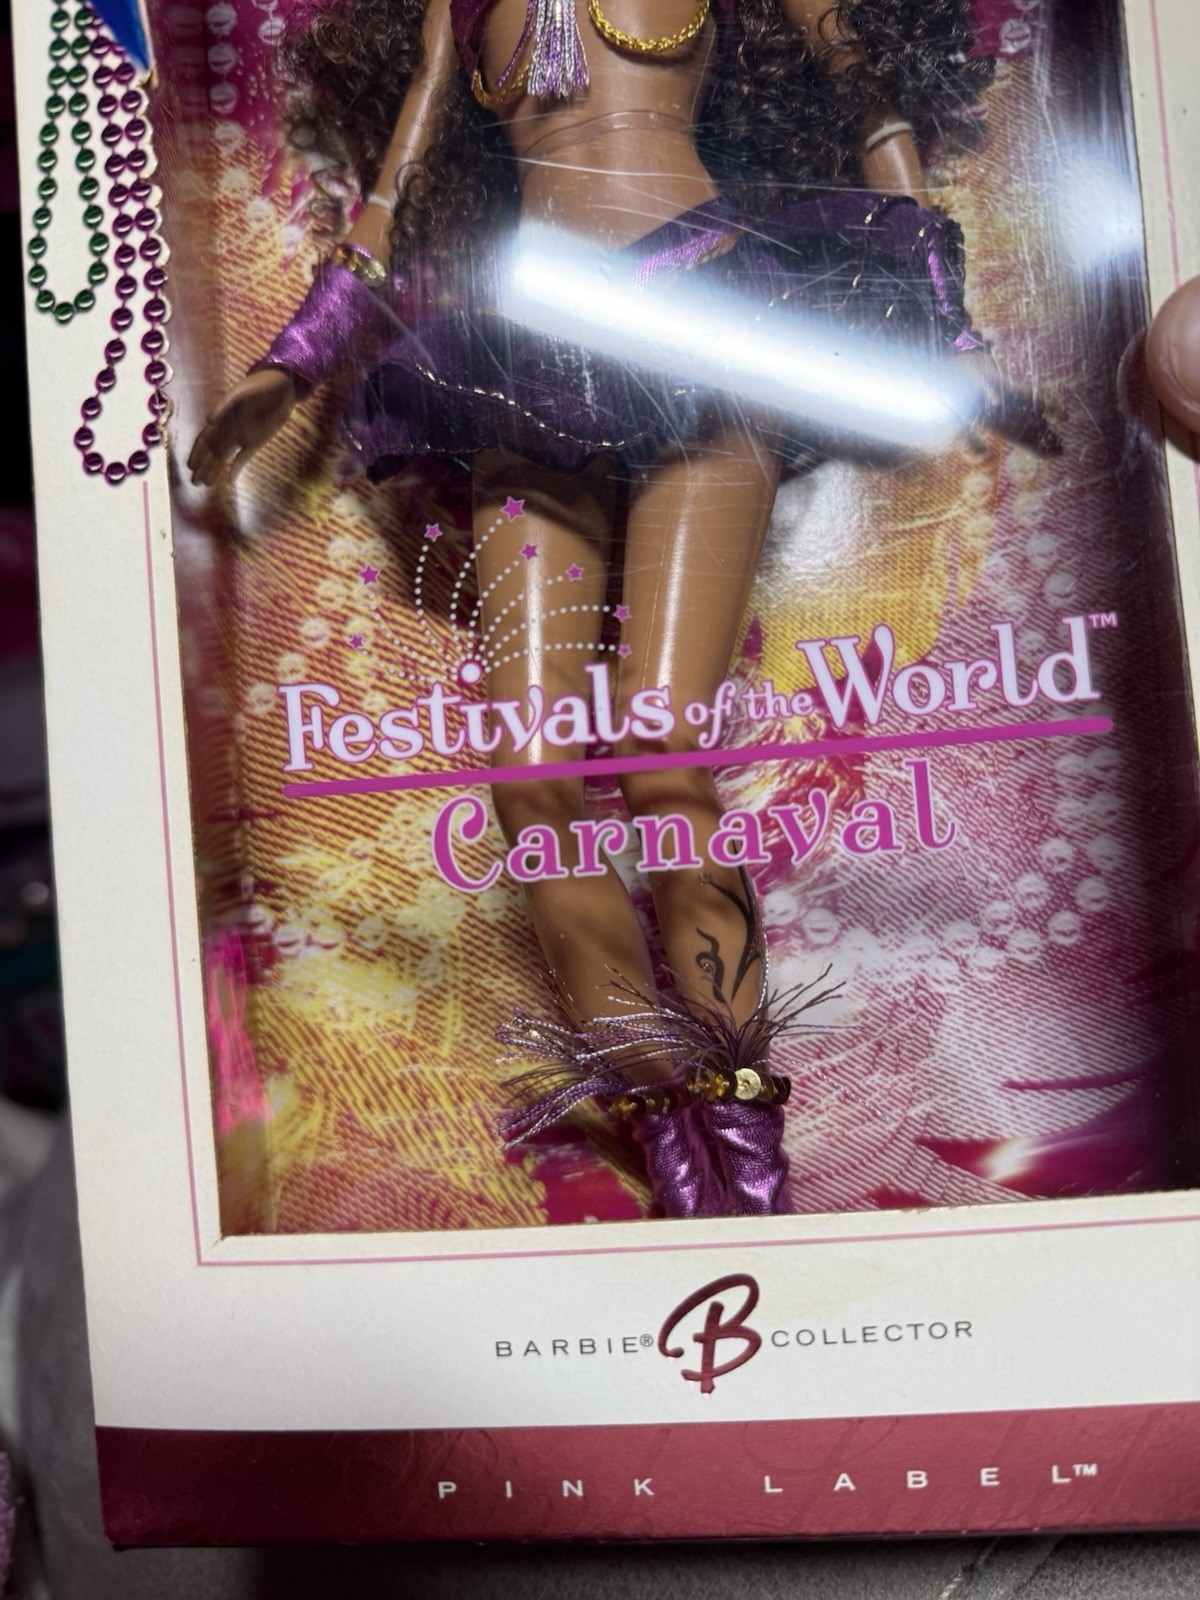 Festivals of the World™
Carnaval
BARBIE® B COLLECTOR
PINK LABEL™